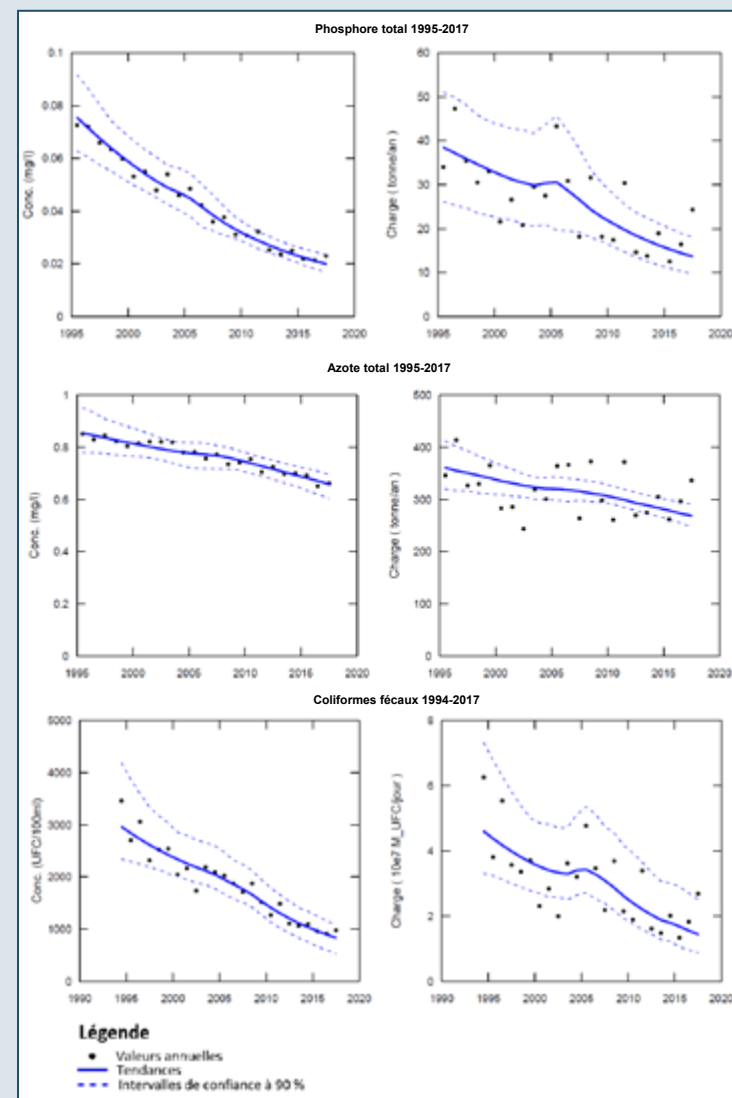 Phosphore total 1995-2017
0.1
0.08
0.06
0.04
0.02
0
Conc. (mg/l)
1995 2000 2005 2010 2015 2020
60
50
40
30
20
10
0
Charge ( tonne/an )
1995 2000 2005 2010 2015 2020
Azote total 1995-2017
1
0.8
0.6
0.4
0.2
0
Conc. (mg/l)
1995 2000 2005 2010 2015 2020
500
400
300
200
100
0
Charge ( tonne/an )
1995 2000 2005 2010 2015 2020
Coliformes fécaux 1994-2017
5000
4000
3000
2000
1000
0
Conc. (UFC/100ml)
1990 1995 2000 2005 2010 2015 2020
8
6
4
2
0
Charge ( 10e7 M_UFC/jour )
1990 1995 2000 2005 2010 2015 2020
Légende
Valeurs annuelles
Tendances
Intervalles de confiance à 90 %